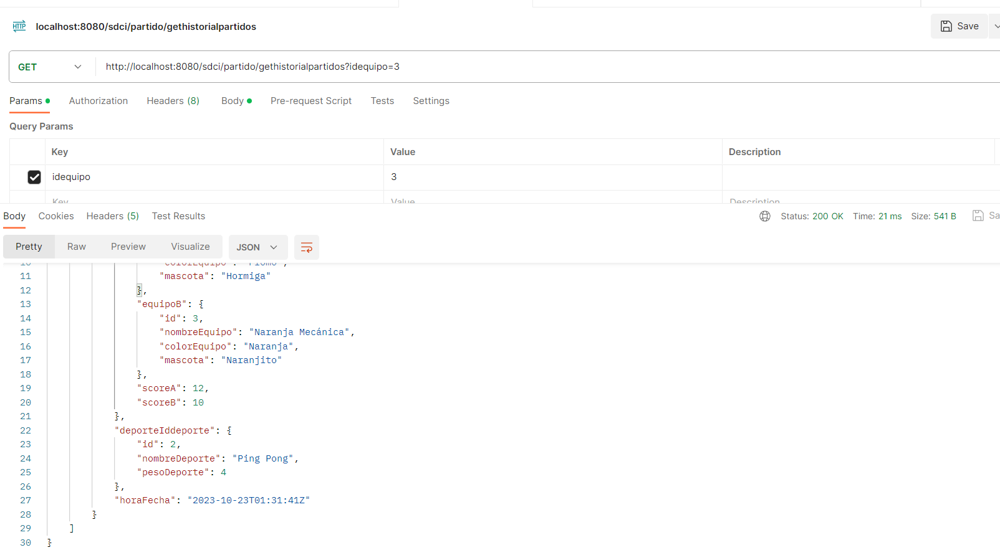 HTTP localhost:8080/sdci/partido/gethistorialpartidos Save
GET http://localhost:8080/sdci/partido/gethistorialpartidos?idequipo=3
Params Authorization Headers (8) Body Pre-request Script Tests Settings
Query Params
Key Value Description
idequipo 3
Key Value Description
Body Cookies Headers (5) Test Results Status: 200 OK Time: 21 ms Size: 541 B Sa
Pretty Raw Preview Visualize JSON
10 "colorEquipo": "Plomo",
11 "mascota": "Hormiga"
12 },
13 "equipoB": {
14 "id": 3,
15 "nombreEquipo": "Naranja Mecánica",
16 "colorEquipo": "Naranja",
17 "mascota": "Naranjito"
18 },
19 "scoreA": 12,
20 "scoreB": 10
21 },
22 "deporteIddeporte": {
23 "id": 2,
24 "nombreDeporte": "Ping Pong",
25 "pesoDeporte": 4
26 },
27 "horaFecha": "2023-10-23T01:31:41Z"
28 }
29 ]
30 }